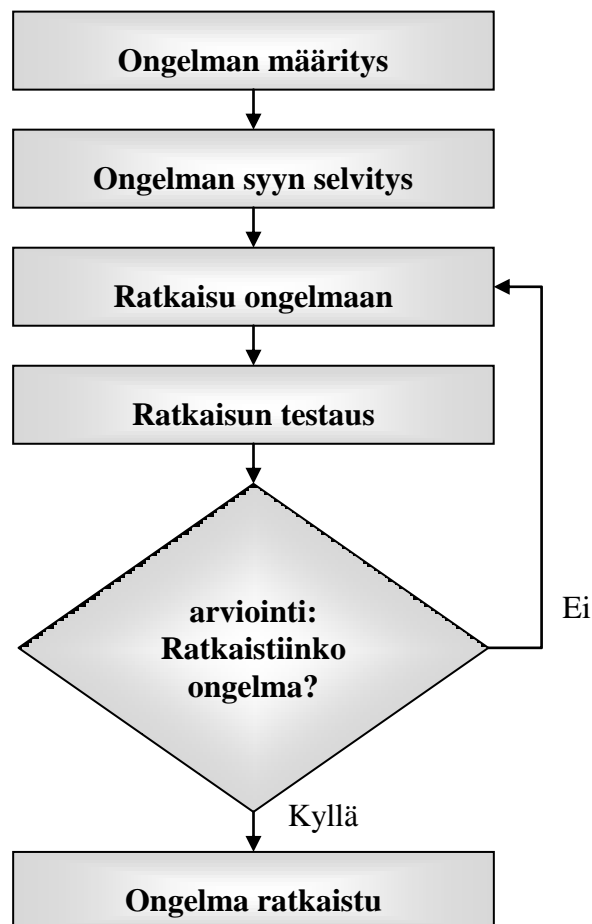 Ongelman määritys
Ongelman syyn selvitys
Ratkaisu ongelmaan
Ratkaisun testaus
arviointi:
Ratkaistiinko
ongelma?
Ei
Kyllä
Ongelma ratkaistu